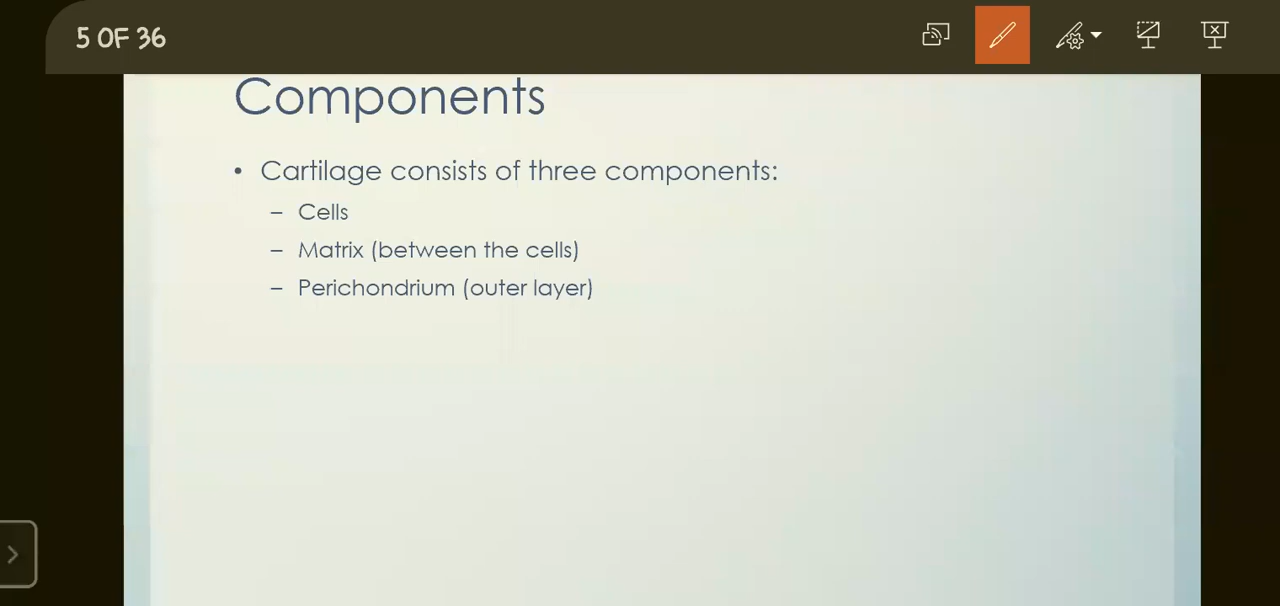 5 OF 36
Components
• Cartilage consists of three components:
– Cells
– Matrix (between the cells)
– Perichondrium (outer layer)